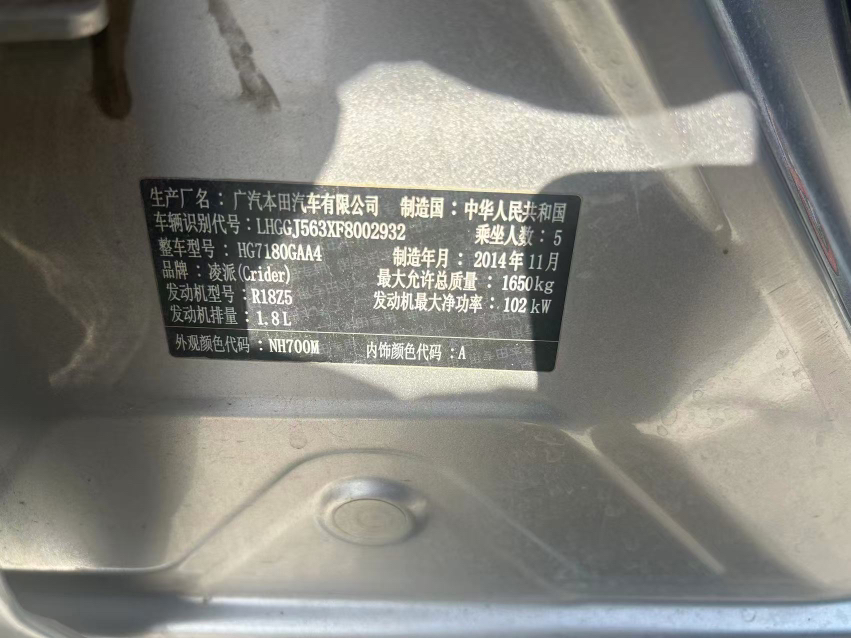 生产厂名：广汽本田汽车有限公司 制造国：中华人民共和国
车辆识别代号：LHGGJ563XF8002932 乘坐人数：5
整车型号：HG7180GAA4 制造年月：2014年11月
品牌：凌派(Crider) 最大允许总质量：1650kg
发动机型号：R18Z5 发动机最大净功率：102kW
发动机排量：1.8L
外观颜色代码：NH700M 内饰颜色代码：A